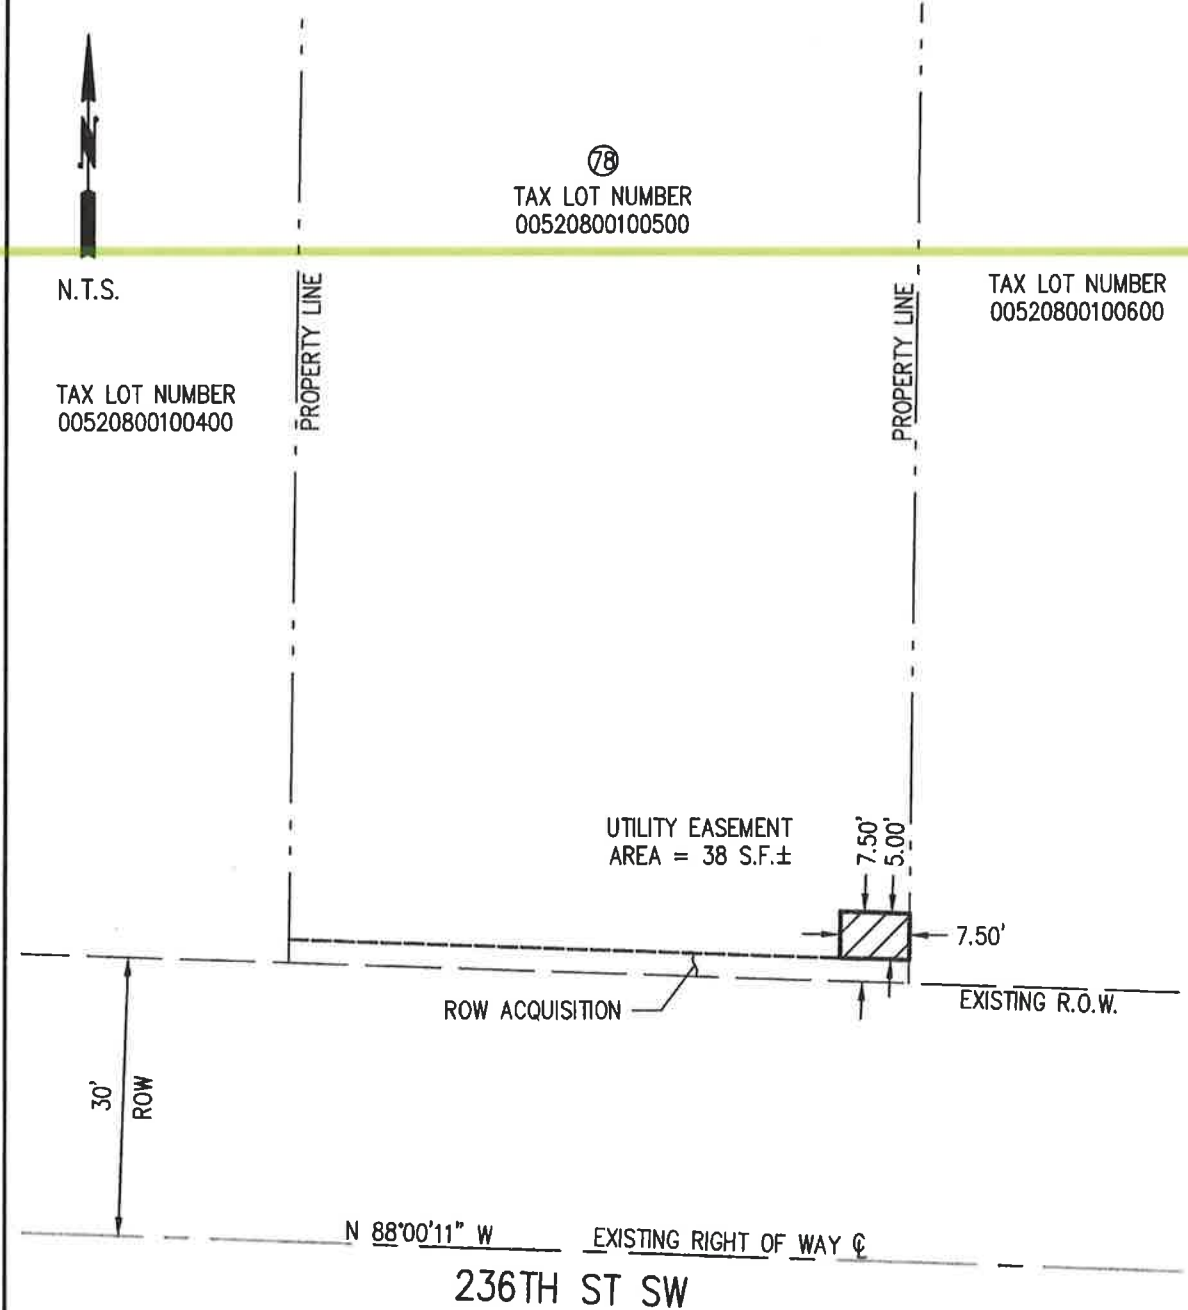 N
78
TAX LOT NUMBER
00520800100500
N.T.S.
TAX LOT NUMBER
00520800100600
PROPERTY LINE
PROPERTY LINE
TAX LOT NUMBER
00520800100400
UTILITY EASEMENT
AREA = 38 S.F.±
7.50'
5.00'
7.50'
ROW ACQUISITION
EXISTING R.O.W.
30'
ROW
N 88°00'11" W
EXISTING RIGHT OF WAY ℄
236TH ST SW